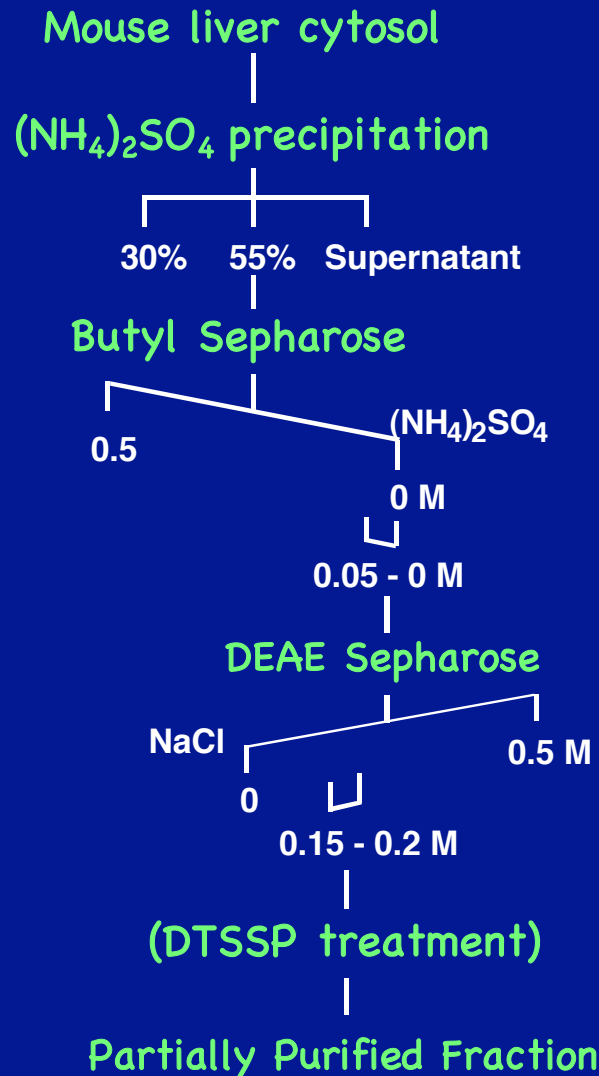 Mouse liver cytosol
(NH₄)₂SO₄ precipitation
30% 55% Supernatant
Butyl Sepharose
(NH₄)₂SO₄
0.5
0 M
0.05 - 0 M
DEAE Sepharose
NaCl
0.5 M
0
0.15 - 0.2 M
(DTSSP treatment)
Partially Purified Fraction